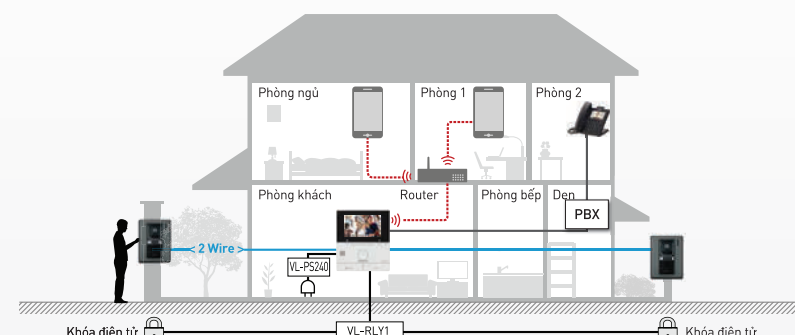 Phòng ngủ
Phòng 1
Phòng 2
Phòng khách
Router
Phòng bếp
Den
PBX
< 2 Wire >
VL-PS240
Khóa điện tử
VL-RLY1
Khóa điện tử